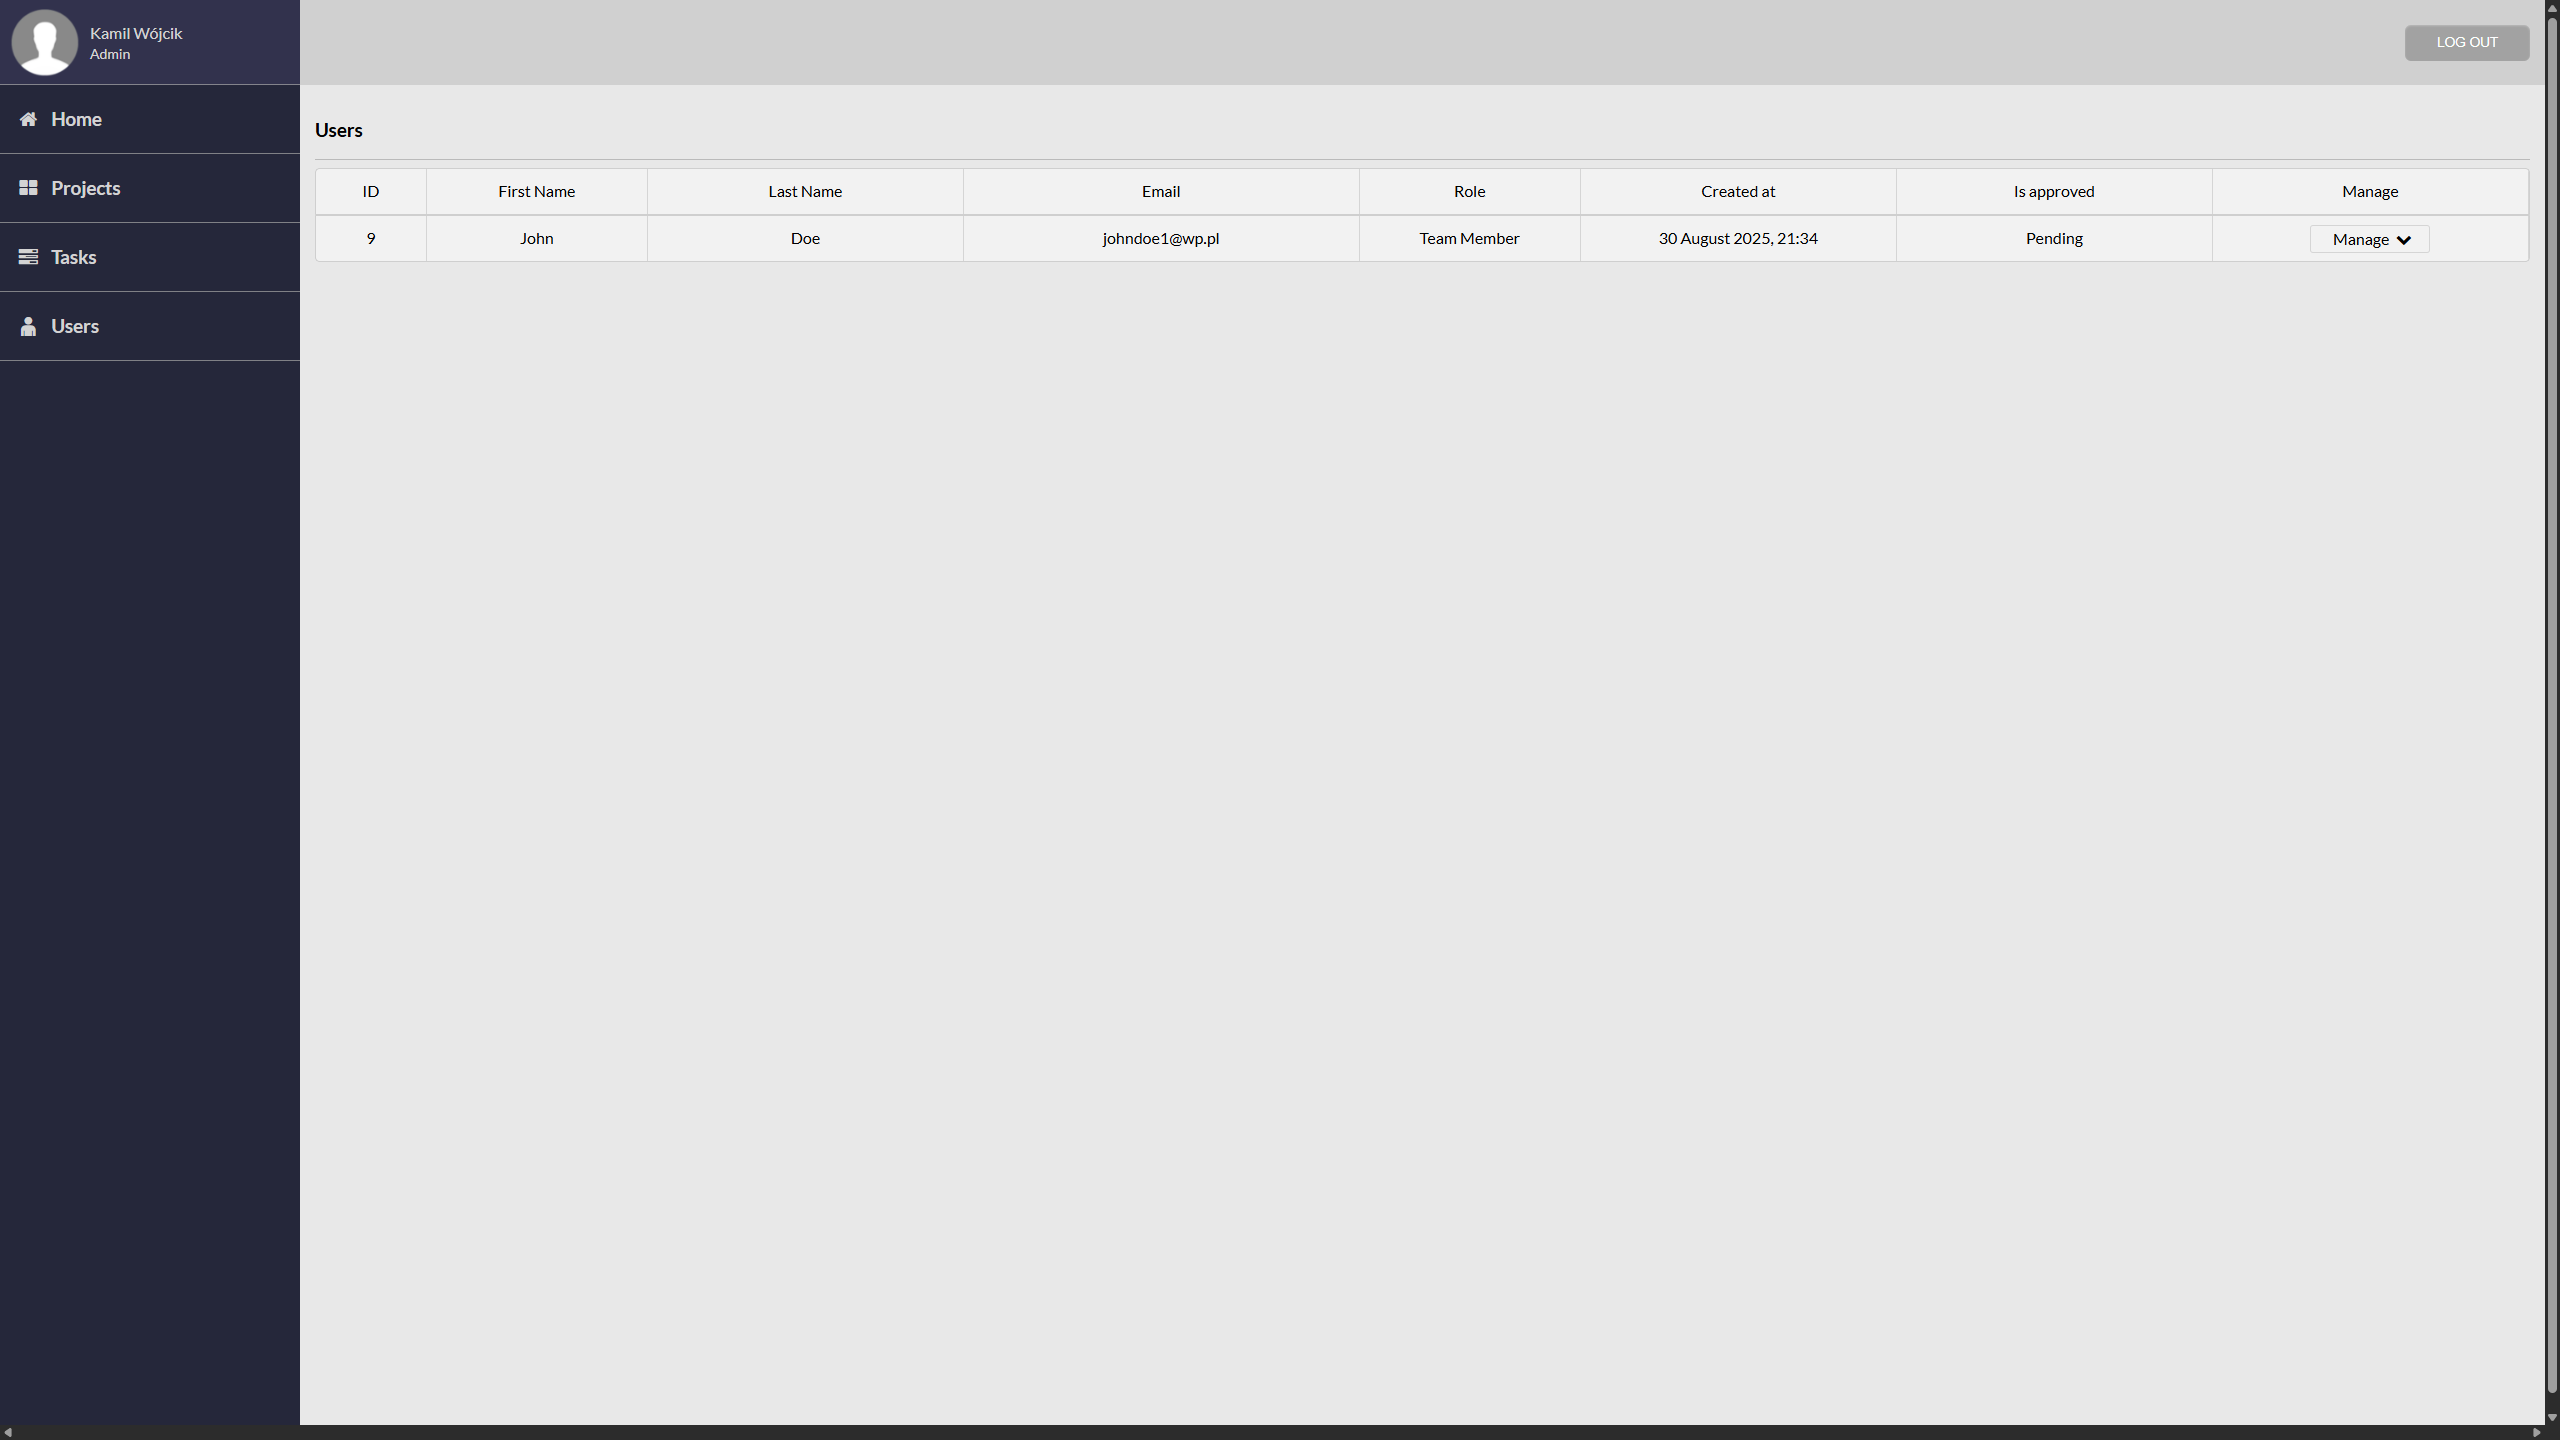 Kamil Wójcik
Admin
LOG OUT
Home
Projects
Tasks
Users
Users
ID First Name Last Name Email Role Created at Is approved Manage
9 John Doe johndoe1@wp.pl Team Member 30 August 2025, 21:34 Pending Manage